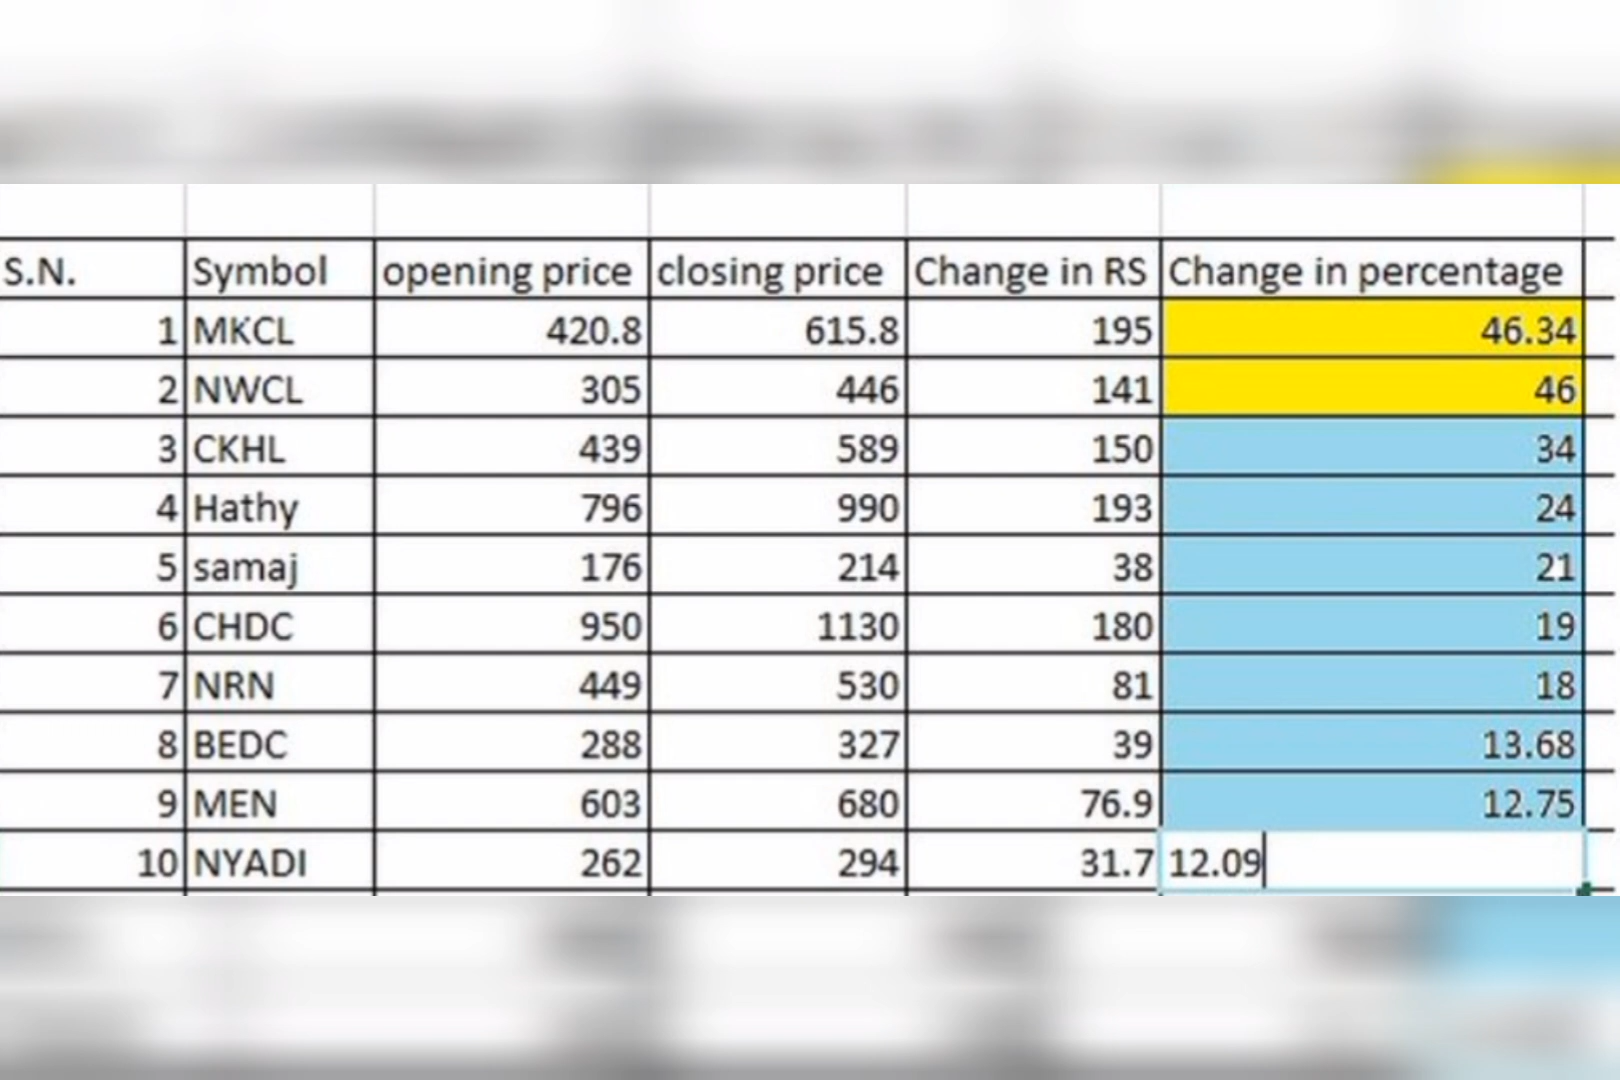 S.N. Symbol opening price closing price Change in RS Change in percentage
1 MKCL 420.8 615.8 195 46.34
2 NWCL 305 446 141 46
3 CKHL 439 589 150 34
4 Hathy 796 990 193 24
5 samaj 176 214 38 21
6 CHDC 950 1130 180 19
7 NRN 449 530 81 18
8 BEDC 288 327 39 13.68
9 MEN 603 680 76.9 12.75
10 NYADI 262 294 31.7 12.09